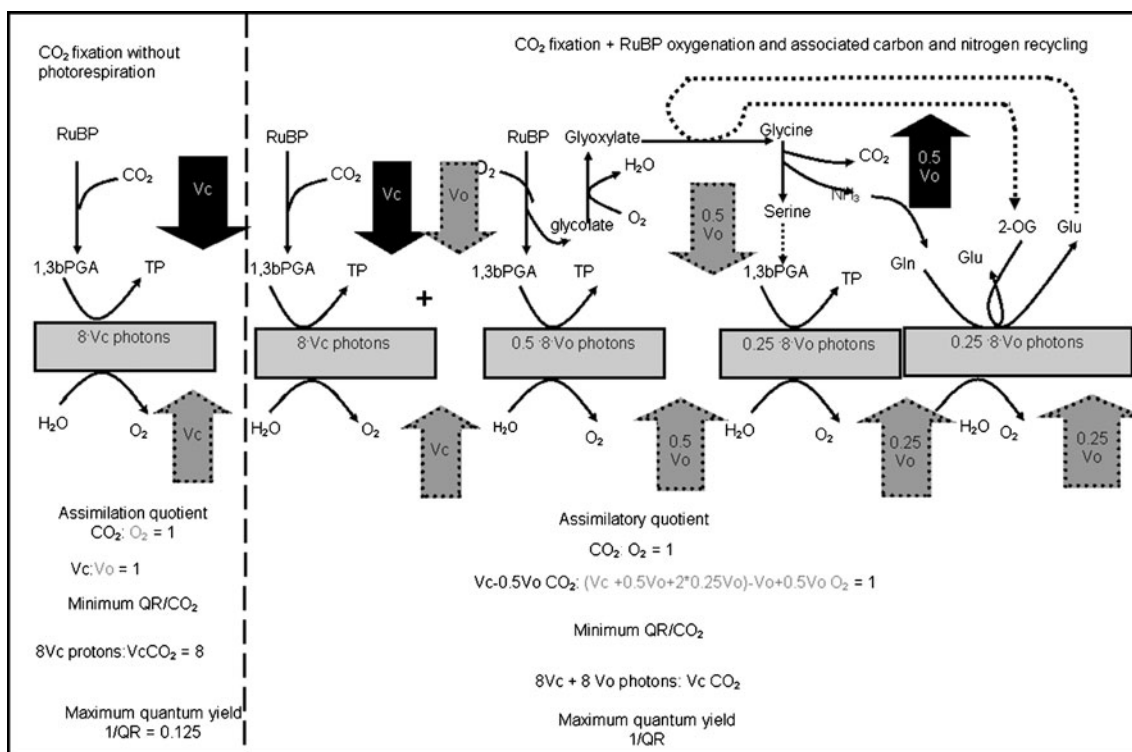 CO₂ fixation without
photorespiration
RuBP
CO₂
Vc
1,3bPGA
TP
8·Vc photons
H₂O
O₂
Vc
Assimilation quotient
CO₂: O₂ = 1
Vc:Vo = 1
Minimum QR/CO₂
8Vc protons:VcCO₂ = 8
Maximum quantum yield
1/QR = 0.125
CO₂ fixation + RuBP oxygenation and associated carbon and nitrogen recycling
RuBP
CO₂
Vc
1,3bPGA
TP
8·Vc photons
H₂O
O₂
Vc
+
Vo
RuBP
O₂
Glyoxylate
H₂O
O₂
glycolate
1,3bPGA
TP
0.5 ·8·Vo photons
H₂O
O₂
0.5
Vo
0.5
Vo
Glycine
CO₂
NH₃
Serine
1,3bPGA
TP
0.25 ·8·Vo photons
H₂O
O₂
0.25
Vo
0.5
Vo
Gln
Glu
2-OG
Glu
0.25 ·8·Vo photons
H₂O
O₂
0.25
Vo
Assimilatory quotient
CO₂: O₂ = 1
Vc-0.5Vo CO₂: (Vc +0.5Vo+2*0.25Vo)-Vo+0.5Vo O₂ = 1
Minimum QR/CO₂
8Vc + 8 Vo photons: Vc CO₂
Maximum quantum yield
1/QR